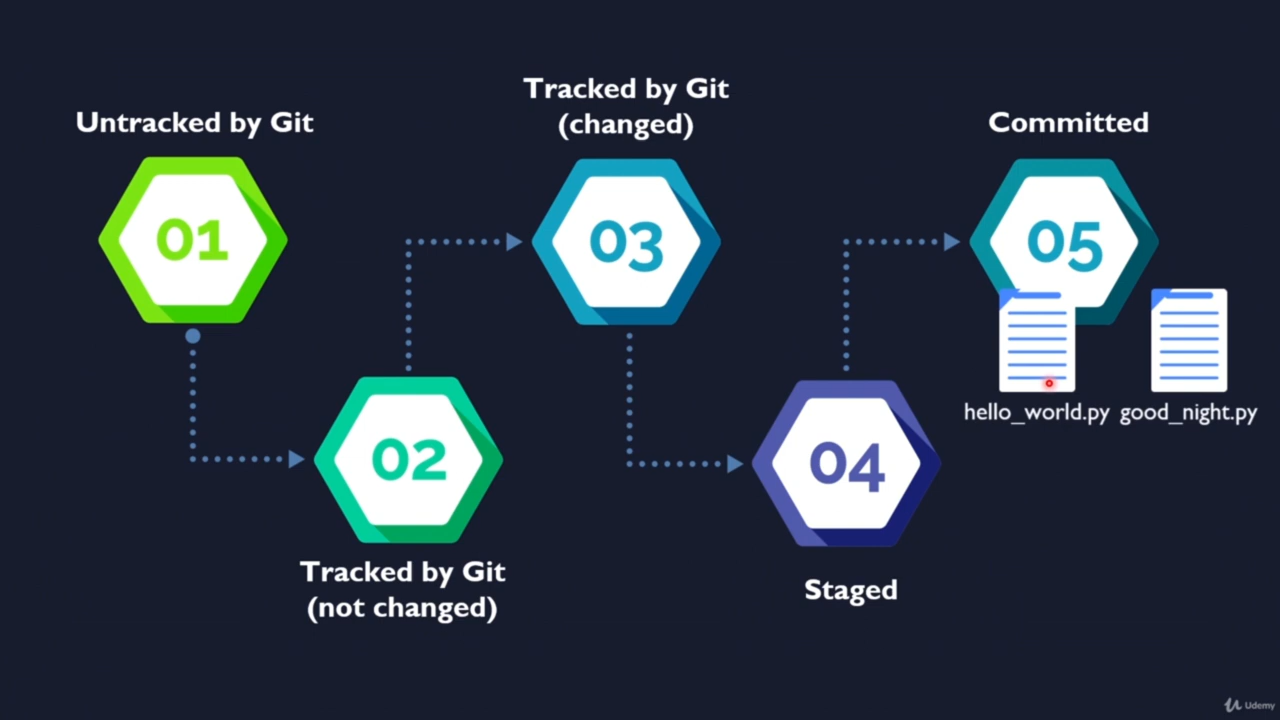 Untracked by Git
01
02
Tracked by Git
(not changed)
Tracked by Git
(changed)
03
04
Staged
Committed
05
hello_world.py
good_night.py
Udemy